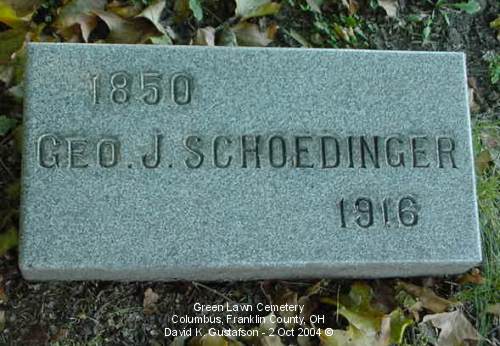 1850
GEO. J. SCHOEDINGER
1916
Green Lawn Cemetery
Columbus, Franklin County, OH
David K. Gustafson - 2 Oct 2004 ©